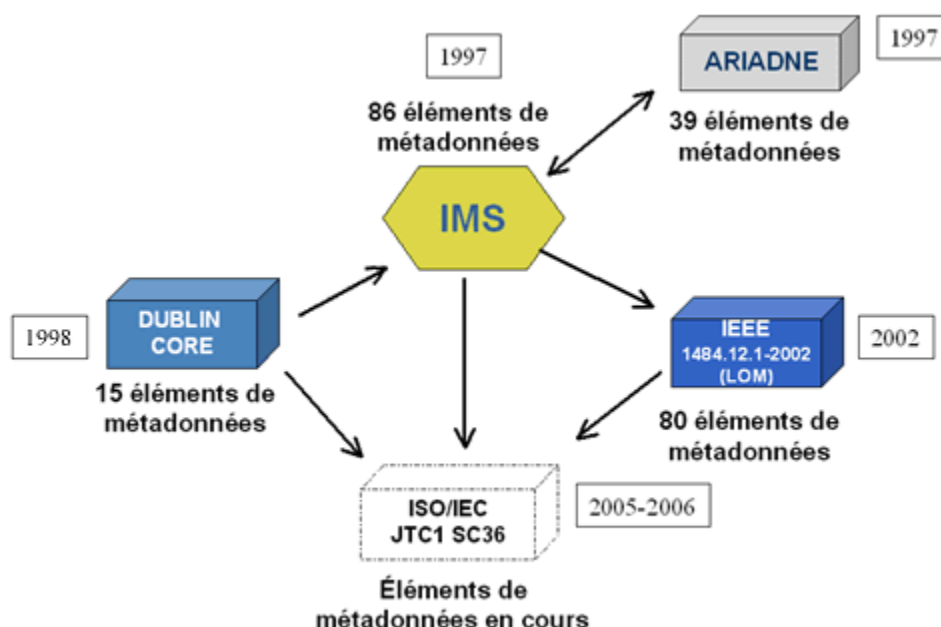 1997
86 éléments de
métadonnées
IMS
ARIADNE
1997
39 éléments de
métadonnées
1998
DUBLIN
CORE
15 éléments de
métadonnées
IEEE
1484.12.1-2002
(LOM)
2002
80 éléments de
métadonnées
ISO/IEC
JTC1 SC36
2005-2006
Éléments de
métadonnées en cours